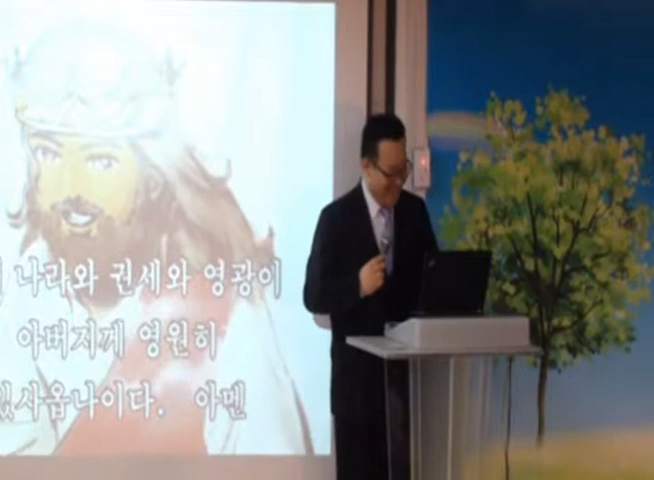 나라와 권세와 영광이
아버지께 영원히
있사옵나이다. 아멘